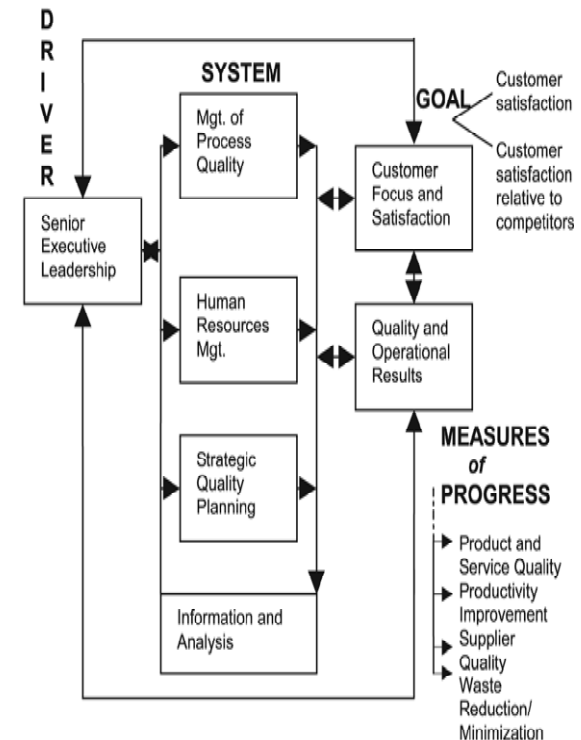 DRIVER
SYSTEM
GOAL
Customer
satisfaction
Customer
satisfaction
relative to
competitors
Mgt. of
Process
Quality
Customer
Focus and
Satisfaction
Senior
Executive
Leadership
Human
Resources
Mgt.
Quality and
Operational
Results
Strategic
Quality
Planning
Information and
Analysis
MEASURES
of
PROGRESS
Product and
Service Quality
Productivity
Improvement
Supplier
Quality
Waste
Reduction/
Minimization